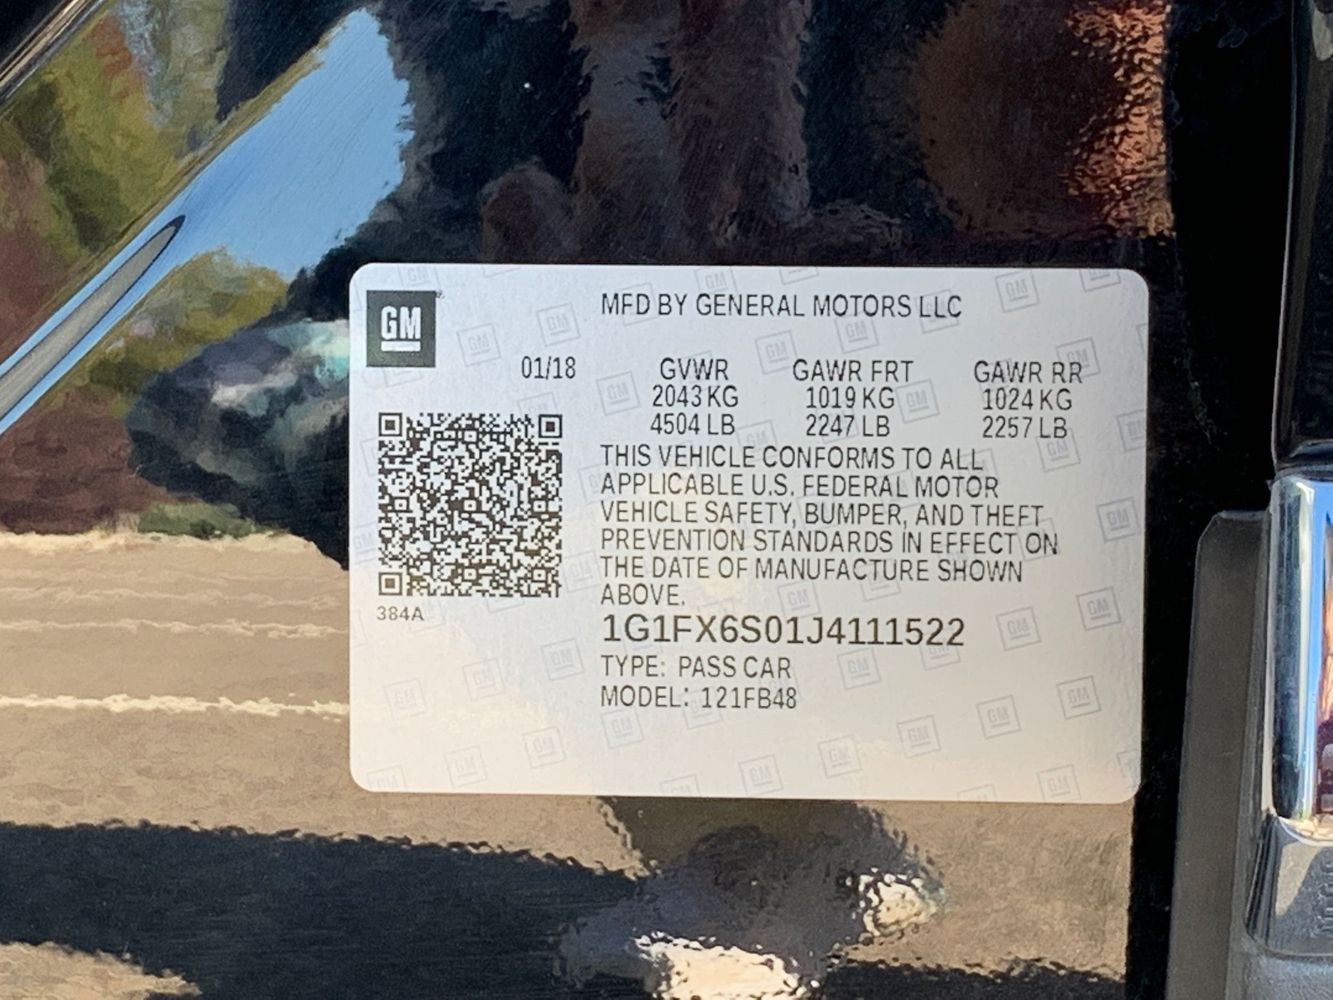 GM
MFD BY GENERAL MOTORS LLC
01/18
GVWR GAWR FRT GAWR RR
2043 KG 1019 KG 1024 KG
4504 LB 2247 LB 2257 LB
THIS VEHICLE CONFORMS TO ALL
APPLICABLE U.S. FEDERAL MOTOR
VEHICLE SAFETY, BUMPER, AND THEFT
PREVENTION STANDARDS IN EFFECT ON
THE DATE OF MANUFACTURE SHOWN
ABOVE.
384A
1G1FX6S01J4111522
TYPE: PASS CAR
MODEL: 121FB48